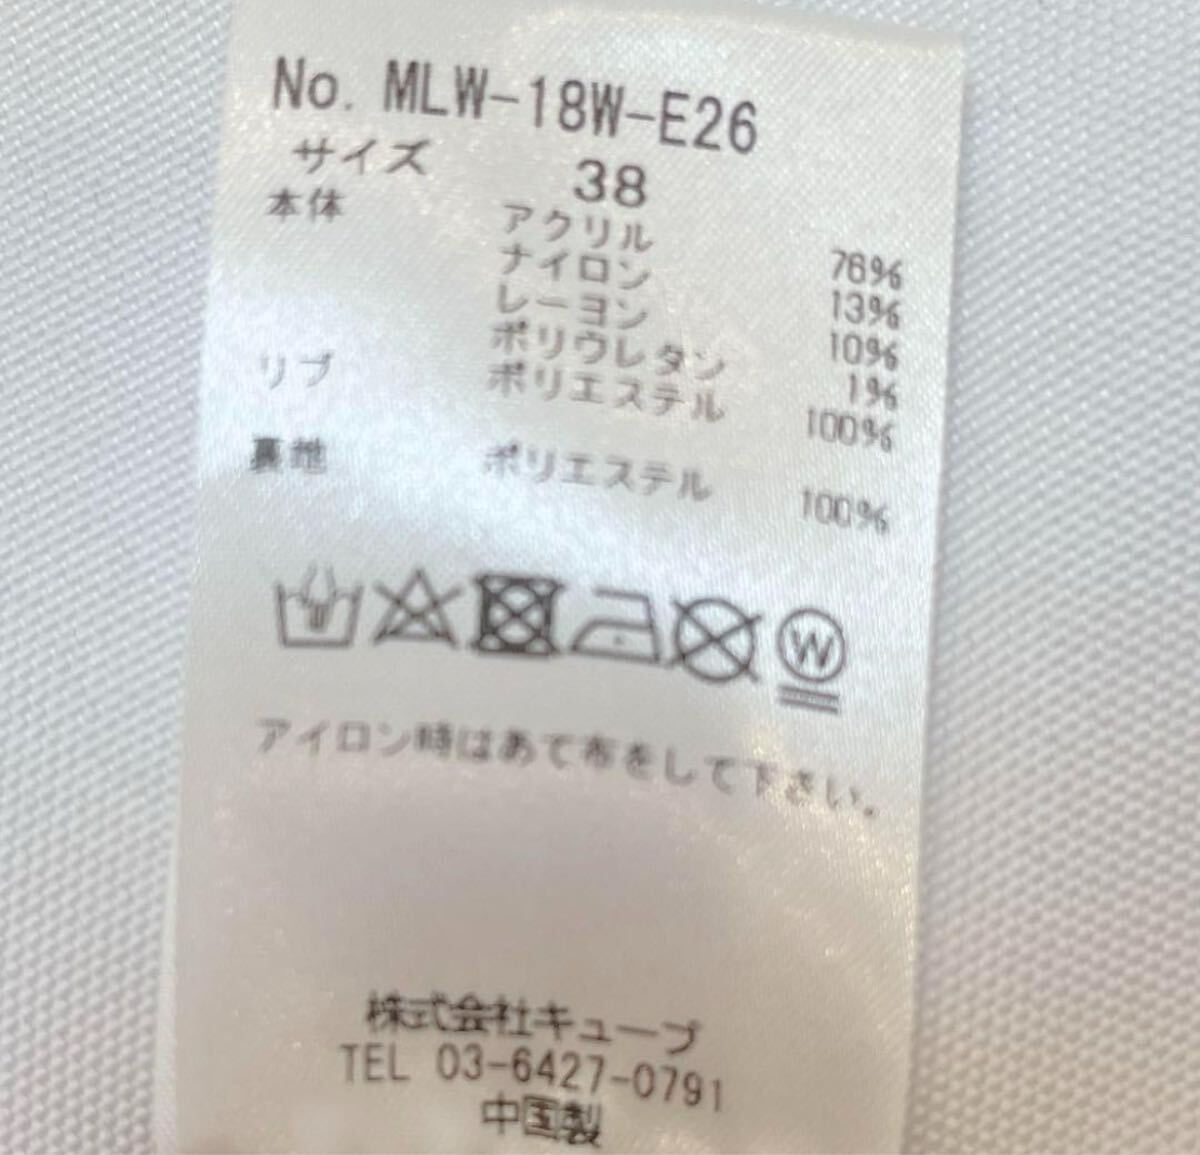 No. MLW-18W-E26
サイズ 38
本体 アクリル 76%
ナイロン 13%
レーヨン 10%
ポリウレタン 1%
リブ ポリエステル 100%
裏地 ポリエステル 100%
W
アイロン時はあて布をして下さい。
株式会社キューブ
TEL 03-6427-0791
中国製